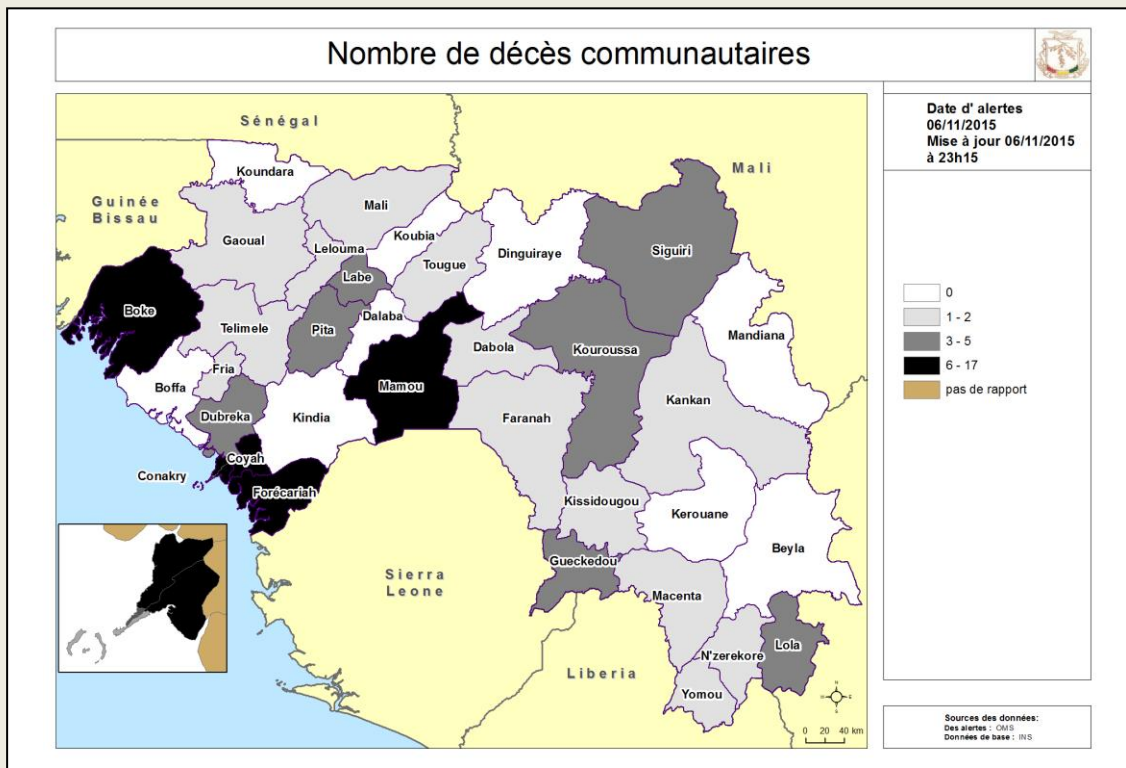 Nombre de décès communautaires
Date d' alertes
06/11/2015
Mise à jour 06/11/2015
à 23h15
Sénégal
Mali
Guinée
Bissau
Koundara
Mali
Gaoual
Koubia
Lelouma
Tougue
Dinguiraye
Siguiri
Labe
Boke
Telimele
Pita
Dalaba
Mandiana
Kouroussa
Dabola
Fria
Boffa
Mamou
Kankan
Dubreka
Kindia
Faranah
Coyah
Conakry
Forécariah
Kissidougou
Kerouane
Beyla
Gueckedou
Sierra
Leone
Macenta
Lola
N'zerekore
Liberia
Yomou
0
1 - 2
3 - 5
6 - 17
pas de rapport
0 20 40 km
Sources des données:
Des alertes : OMS
Données de base : INS